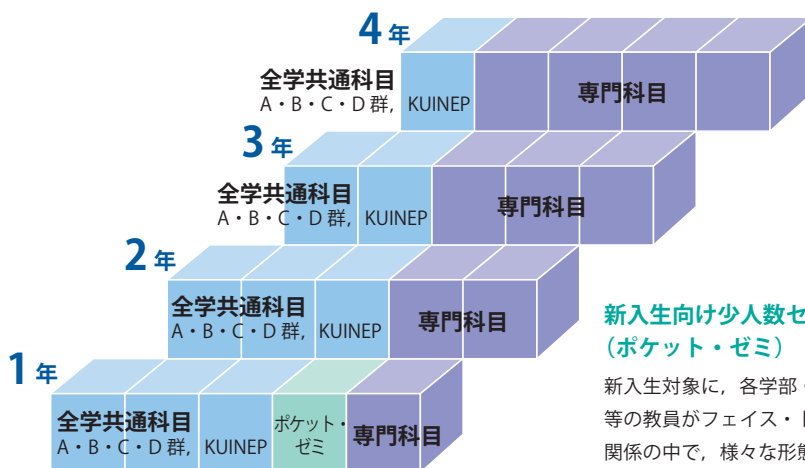 4 年
全学共通科目
A・B・C・D 群, KUINEP
専門科目
3 年
全学共通科目
A・B・C・D 群, KUINEP
専門科目
2 年
全学共通科目
A・B・C・D 群, KUINEP
専門科目
1 年
全学共通科目
A・B・C・D 群, KUINEP
ポケット・
ゼミ
専門科目
新入生向け少人数セ
（ポケット・ゼミ）
新入生対象に，各学部・
等の教員がフェイス・
関係の中で，様々な形態